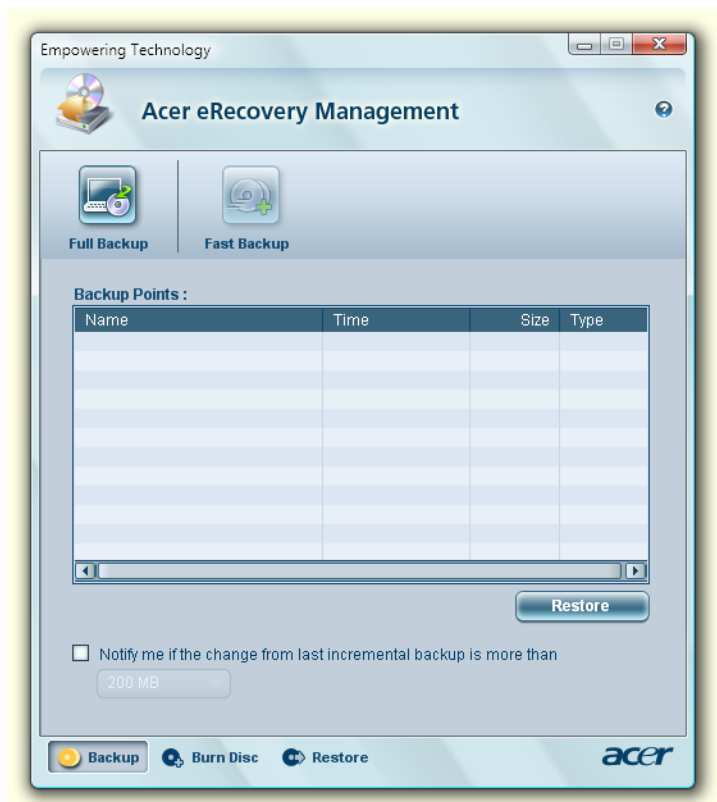 Empowering Technology
Acer eRecovery Management
Full Backup
Fast Backup
Backup Points :
Name Time Size Type
Restore
Notify me if the change from last incremental backup is more than
200 MB
Backup Burn Disc Restore acer